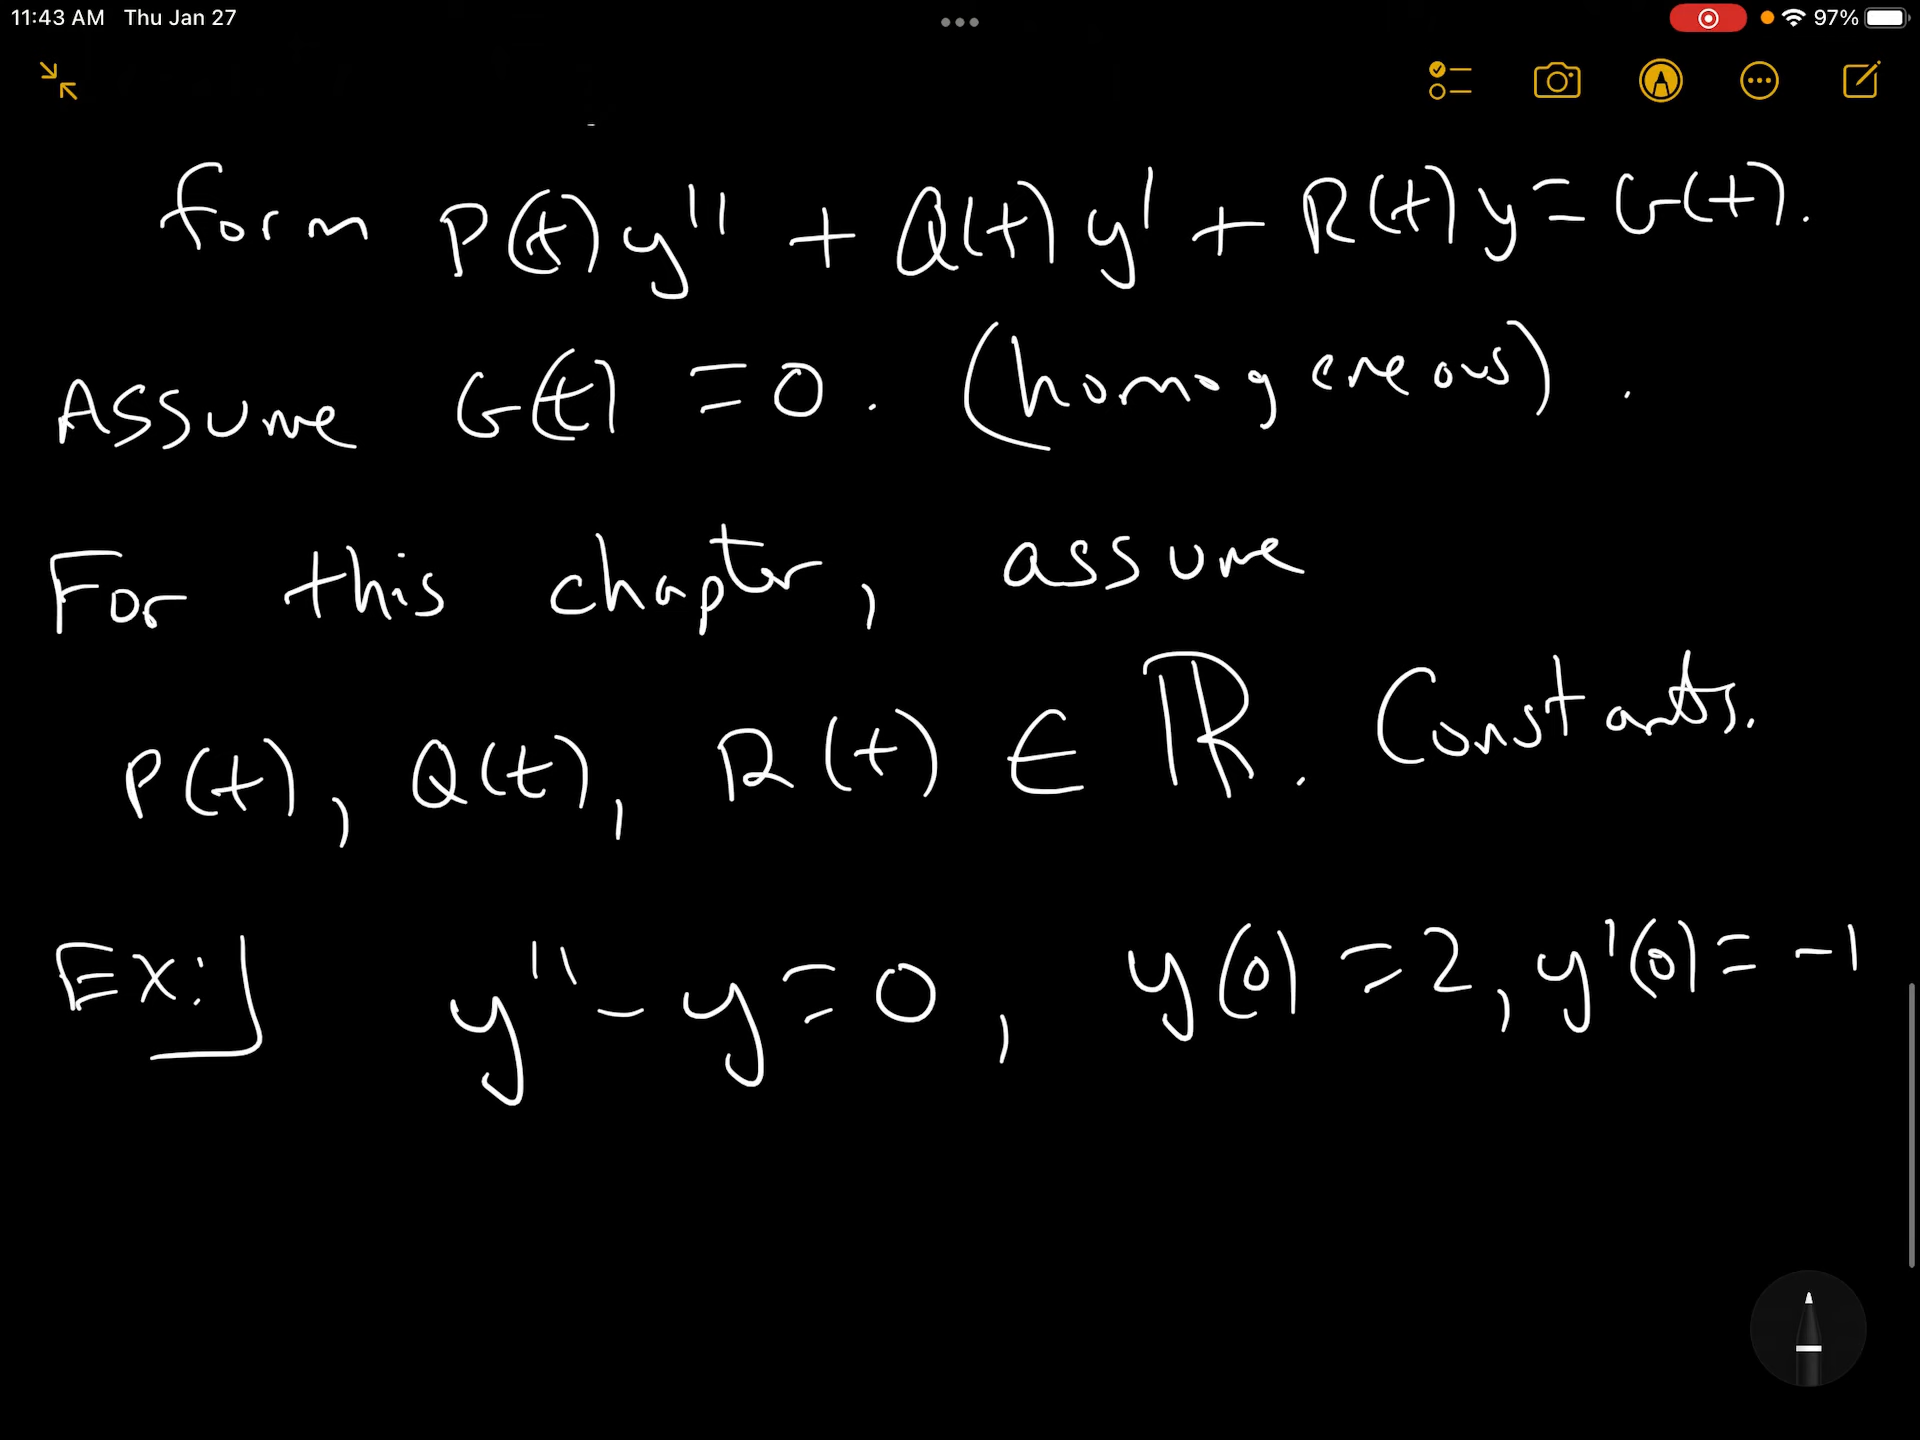 11:43 AM Thu Jan 27
97%
form P(t)y'' + Q(t)y' + R(t)y = G(t).
Assume G(t) = 0. (homogeneous).
For this chapter, assume
P(t), Q(t), R(t) ∈ ℝ. Constants.
Ex: y'' - y = 0, y(0) = 2, y'(0) = -1